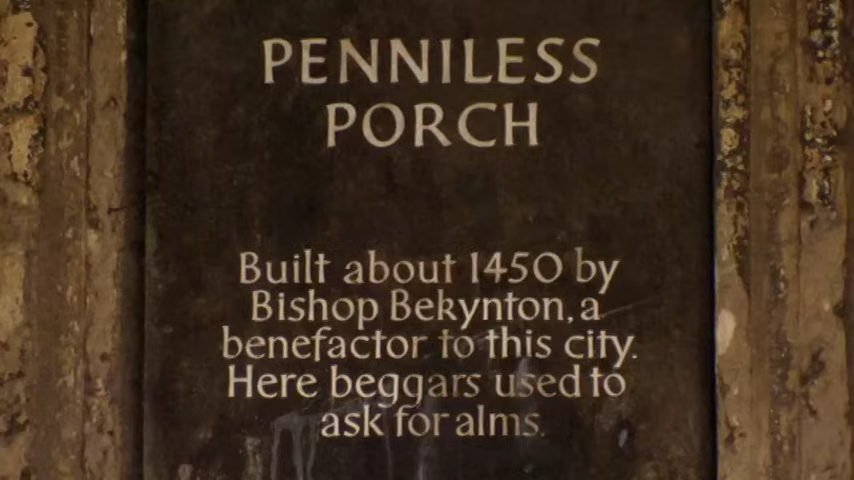 PENNILESS
PORCH
Built about 1450 by
Bishop Bekynton, a
benefactor to this city.
Here beggars used to
ask for alms.